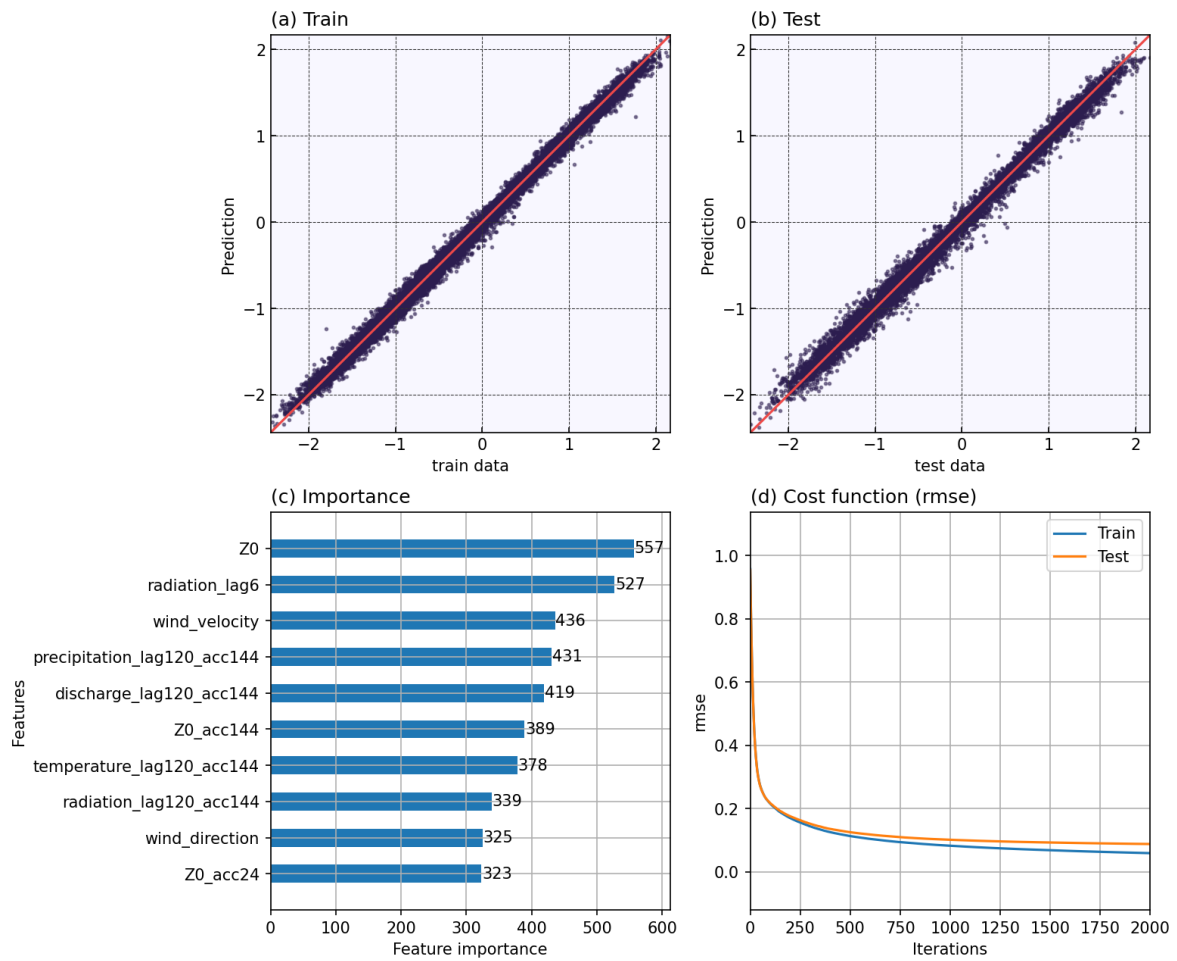 (a) Train
2
1
0
−1
−2
−2
−1
0
1
2
Prediction
train data
(b) Test
2
1
0
−1
−2
−2
−1
0
1
2
Prediction
test data
(c) Importance
Features
Z0
557
radiation_lag6
527
wind_velocity
436
precipitation_lag120_acc144
431
discharge_lag120_acc144
419
Z0_acc144
389
temperature_lag120_acc144
378
radiation_lag120_acc144
339
wind_direction
325
Z0_acc24
323
0
100
200
300
400
500
600
Feature importance
(d) Cost function (rmse)
Train
Test
1.0
0.8
0.6
0.4
0.2
0.0
rmse
0
250
500
750
1000
1250
1500
1750
2000
Iterations